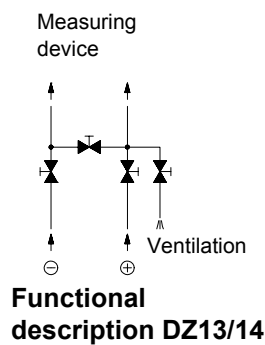 Measuring
device
Ventilation
Functional
description DZ13/14